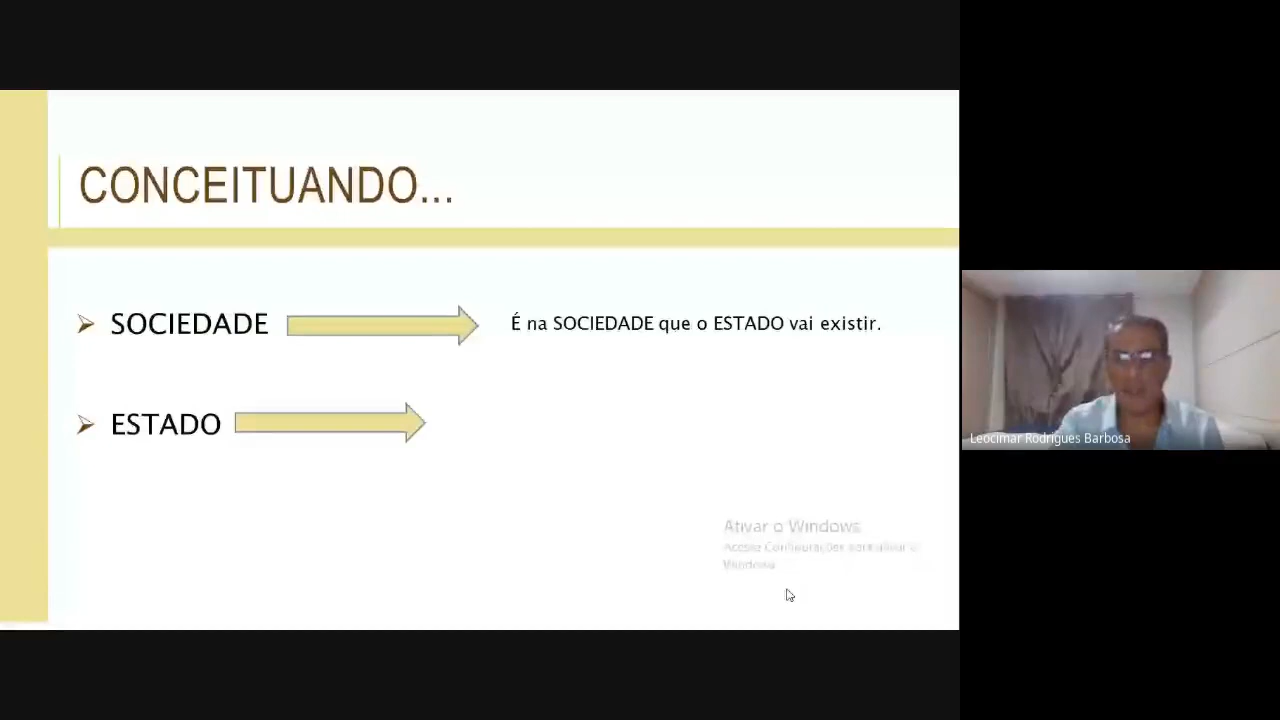 CONCEITUANDO...
SOCIEDADE
É na SOCIEDADE que o ESTADO vai existir.
ESTADO
Ativar o Windows
Acesse Configurações para ativar o
Windows.
Leocimar Rodrigues Barbosa